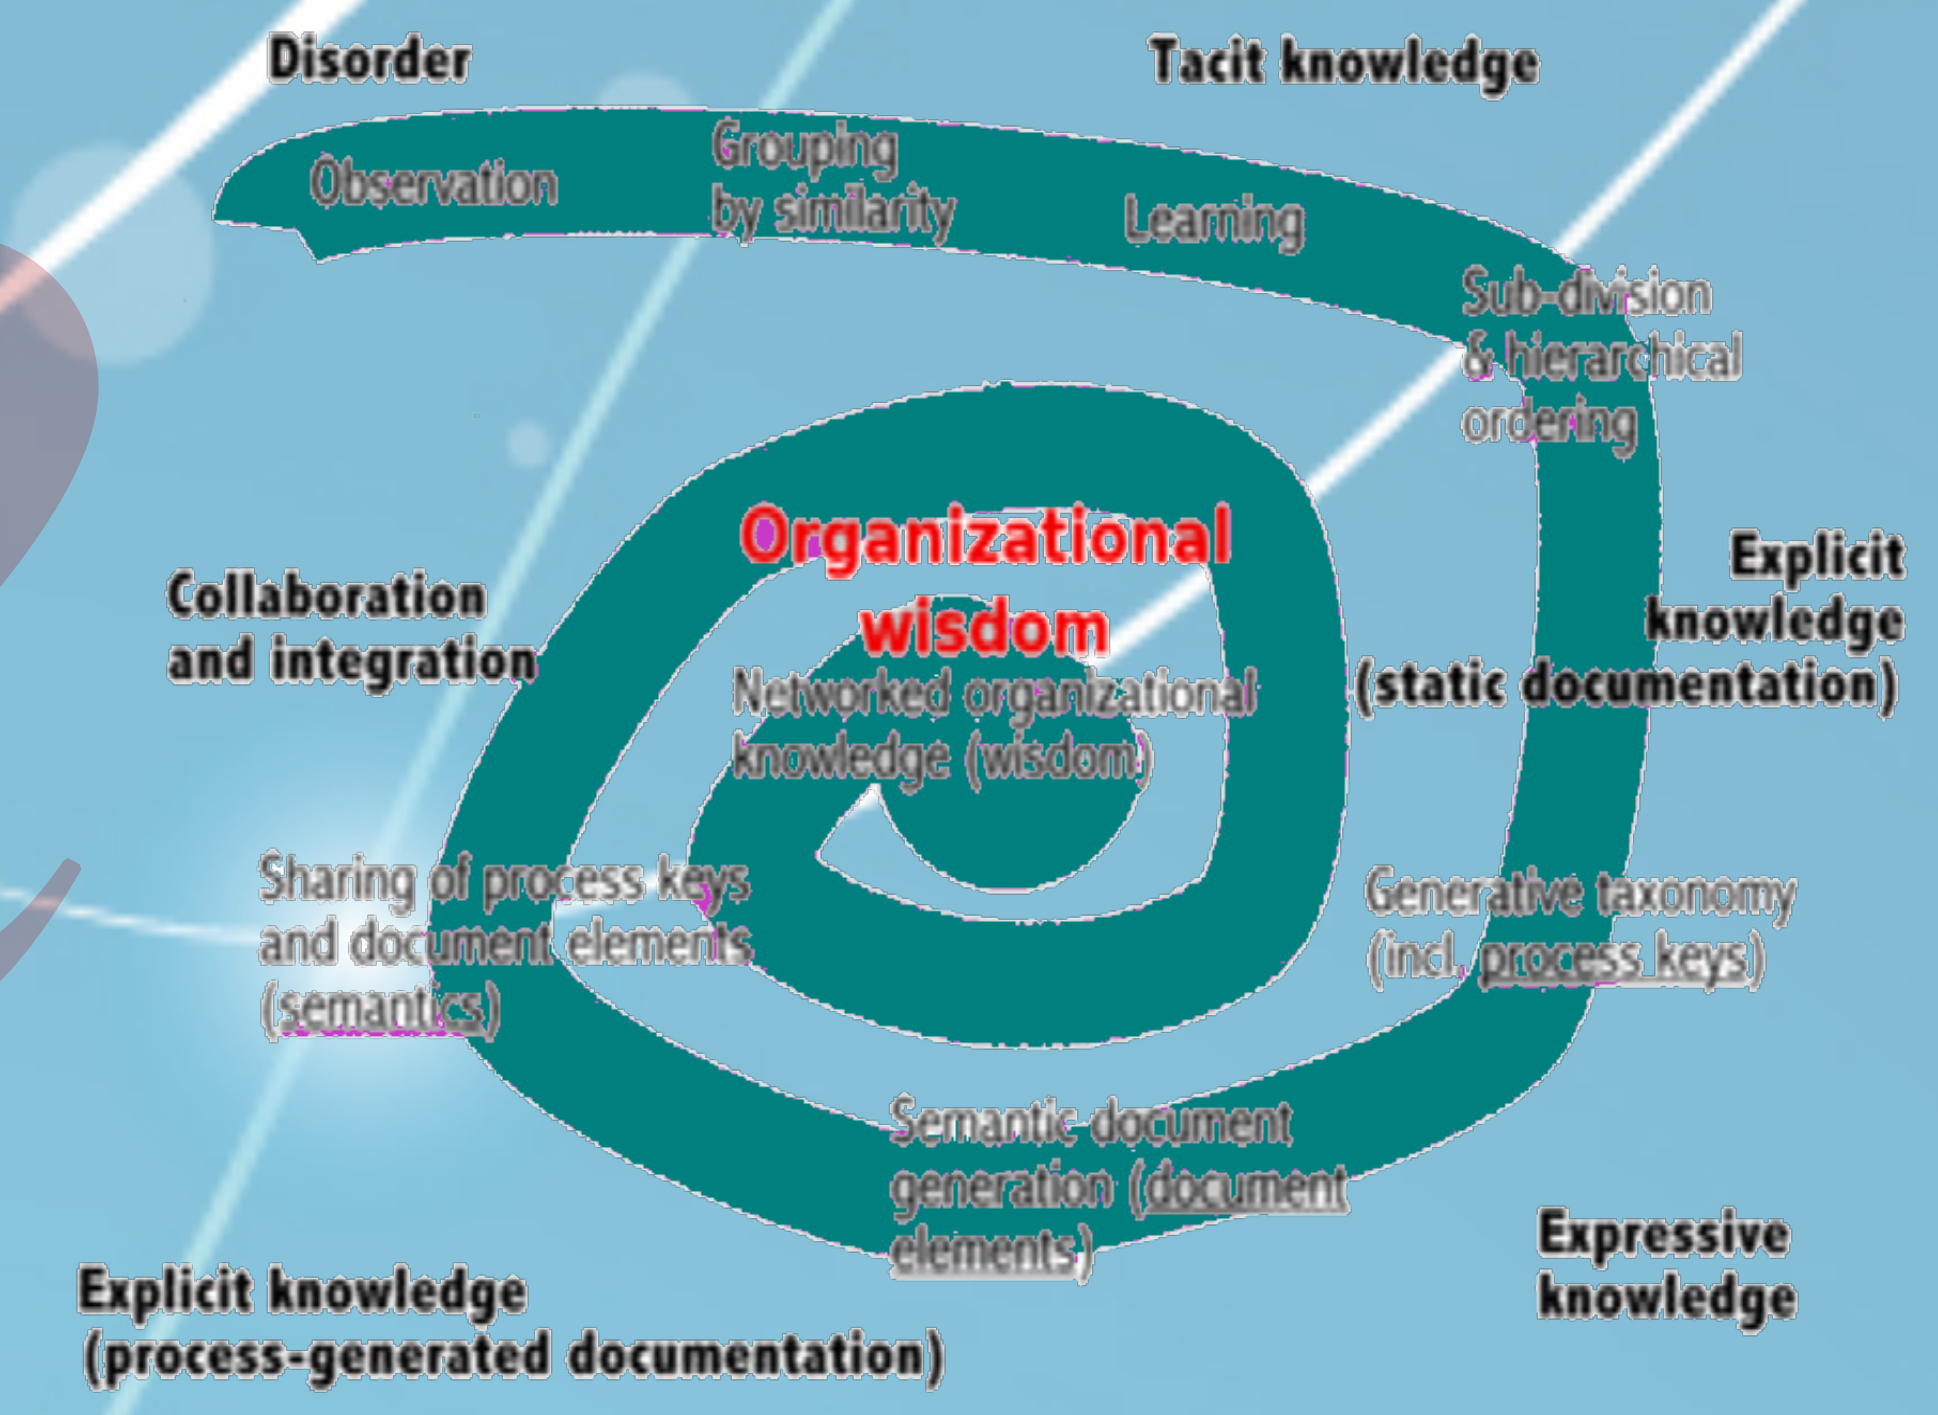 Disorder
Tacit knowledge
Observation
Grouping
by similarity
Learning
Sub-division
& hierarchical
ordering
Organizational
wisdom
Networked organizational
knowledge (wisdom)
Collaboration
and integration
Explicit
knowledge
(static documentation)
Sharing of process keys
and document elements
(semantics)
Generative taxonomy
(incl. process keys)
Semantic document
generation (document
elements)
Expressive
knowledge
Explicit knowledge
(process-generated documentation)